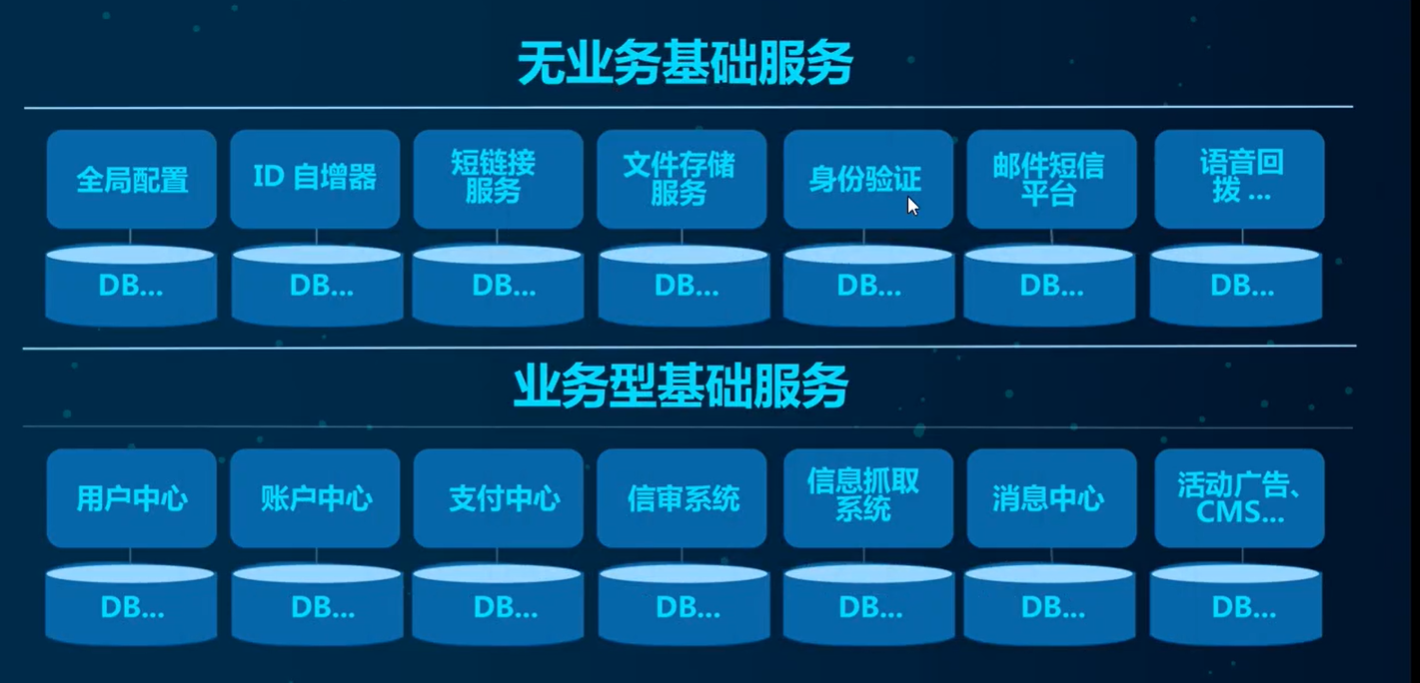 无业务基础服务
全局配置
ID 自增器
短链接
服务
文件存储
服务
身份验证
邮件短信
平台
语音回
拨 ...
DB...
DB...
DB...
DB...
DB...
DB...
DB...
业务型基础服务
用户中心
账户中心
支付中心
信审系统
信息抓取
系统
消息中心
活动广告、
CMS...
DB...
DB...
DB...
DB...
DB...
DB...
DB...